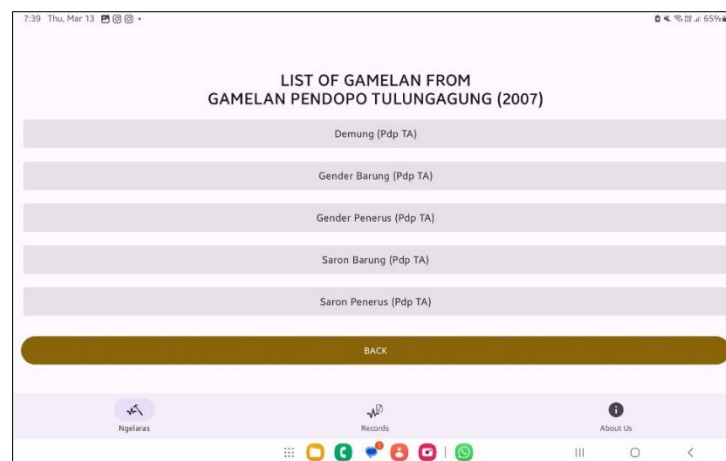 7:39 Thu, Mar 13
65%
LIST OF GAMELAN FROM
GAMELAN PENDOPO TULUNGAGUNG (2007)
Demung (Pdp TA)
Gender Barung (Pdp TA)
Gender Penerus (Pdp TA)
Saron Barung (Pdp TA)
Saron Penerus (Pdp TA)
BACK
Ngelaras
Records
About Us